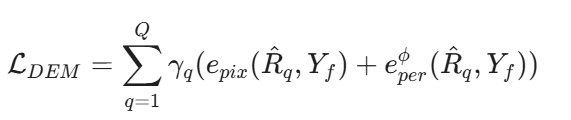 $\mathcal{L}_{DEM} = \sum_{q=1}^{Q} \gamma_q (e_{pix}(\hat{R}_q, Y_f) + e_{per}^{\phi}(\hat{R}_q, Y_f))$